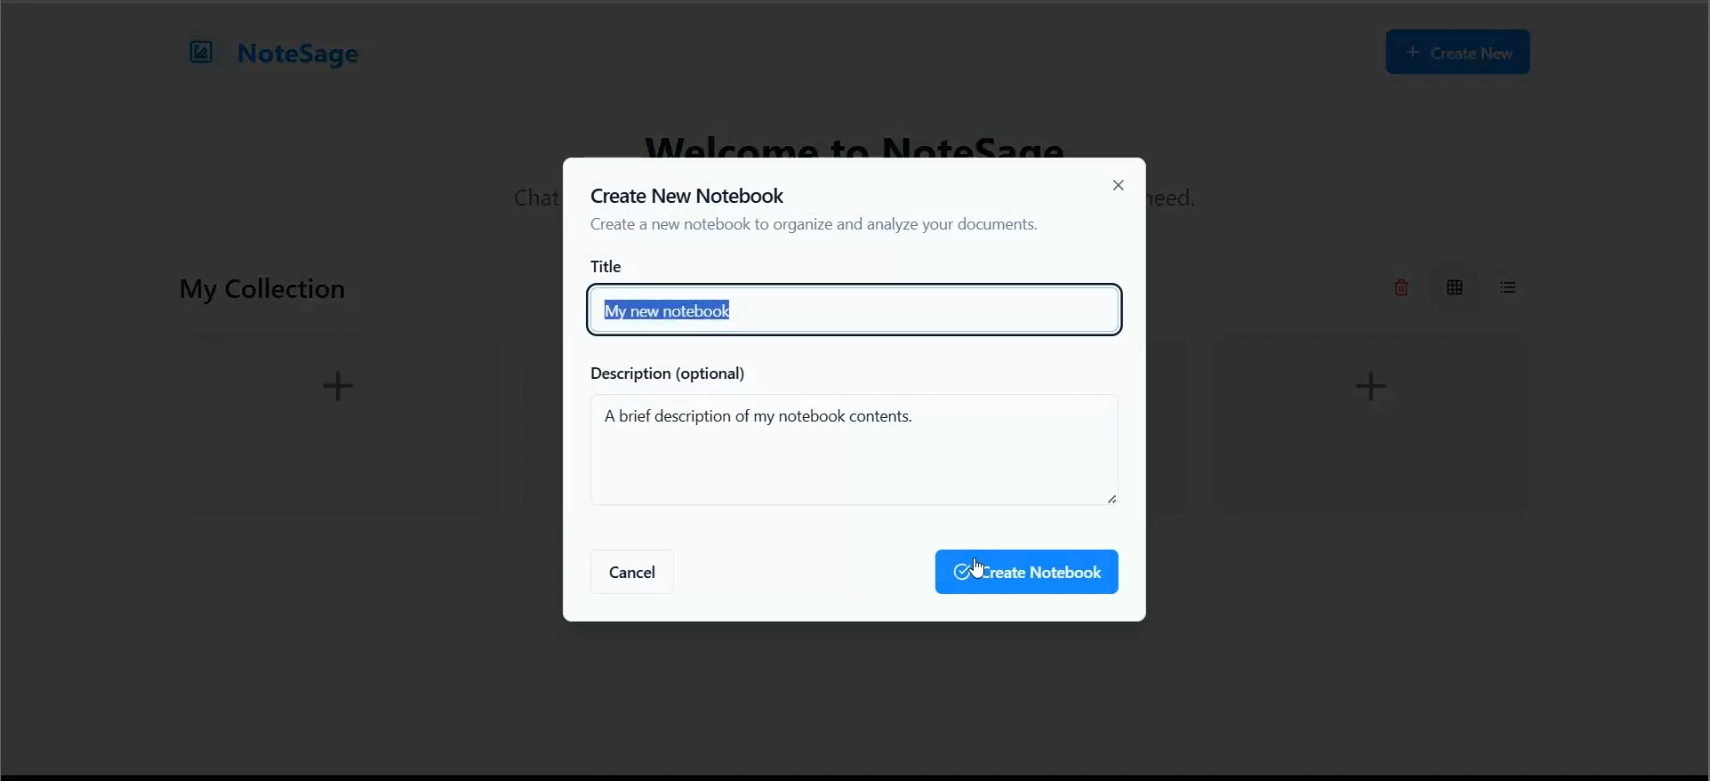 NoteSage
+ Create New
Welcome to NoteSage
Chat
need.
Create New Notebook
Create a new notebook to organize and analyze your documents.
Title
My new notebook
My Collection
Description (optional)
A brief description of my notebook contents.
Cancel
Create Notebook